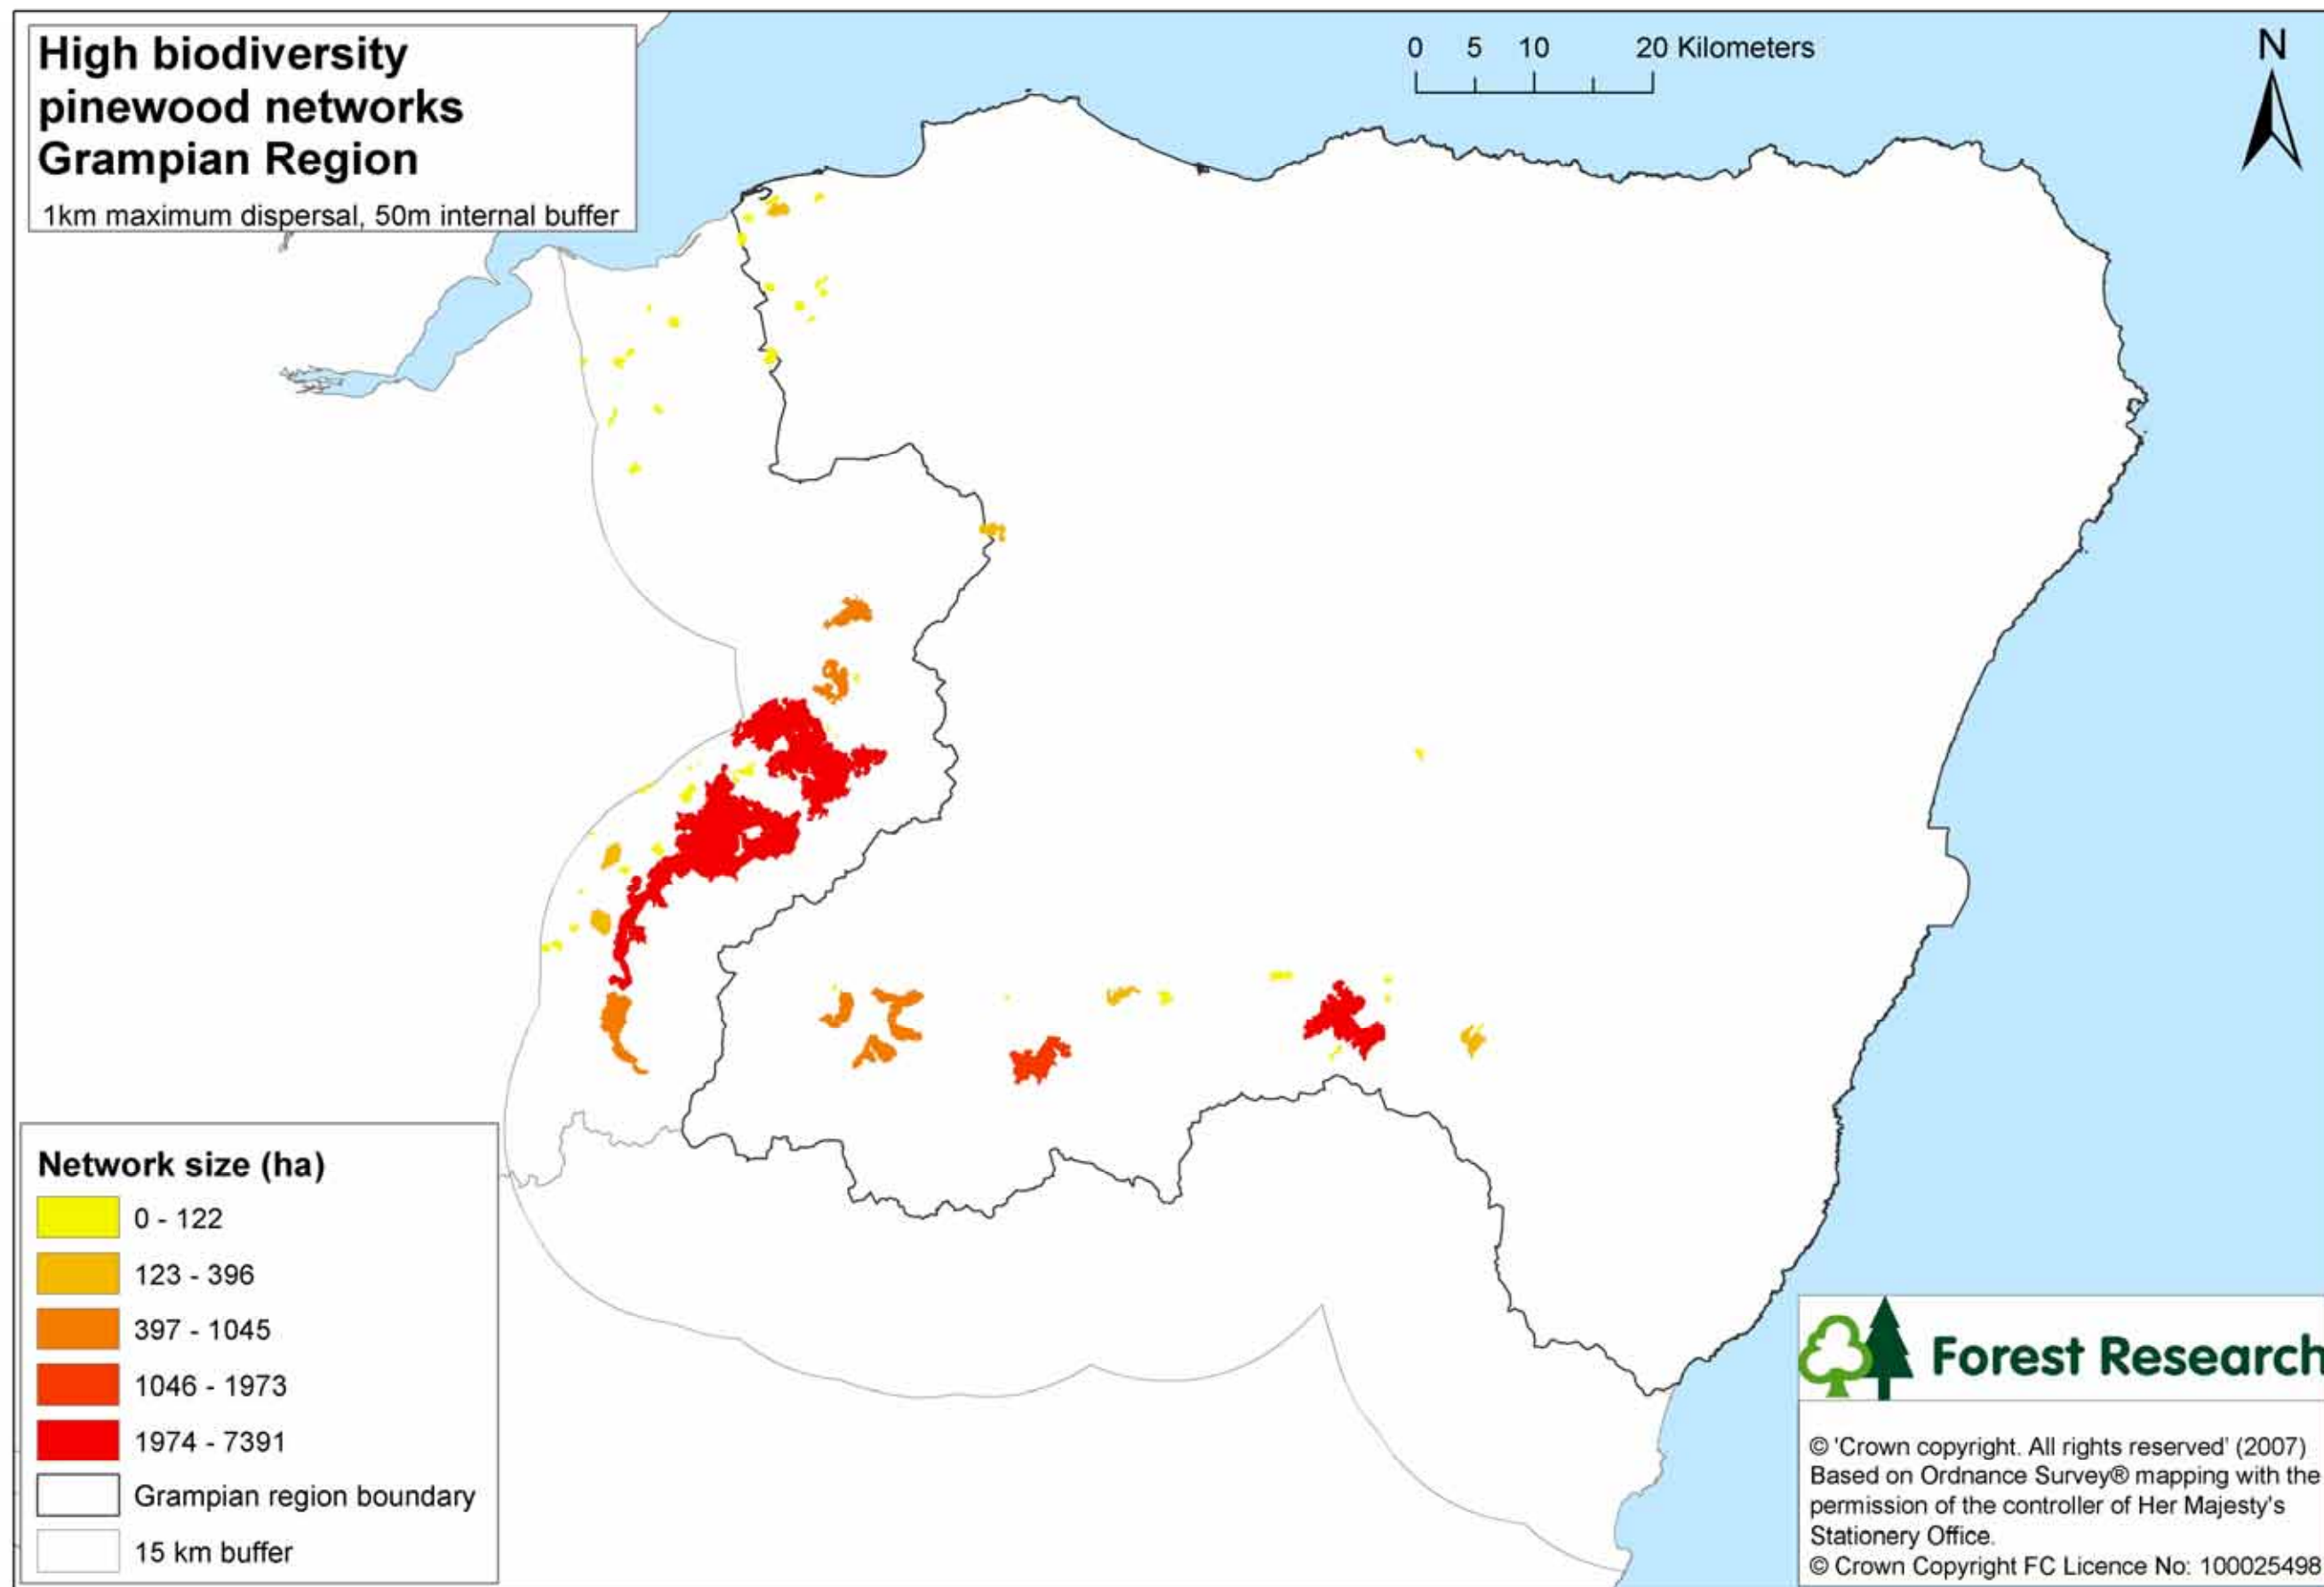 High biodiversity
pinewood networks
Grampian Region
1km maximum dispersal, 50m internal buffer
0 5 10 20 Kilometers
N
Network size (ha)
0 - 122
123 - 396
397 - 1045
1046 - 1973
1974 - 7391
Grampian region boundary
15 km buffer
Forest Research
© 'Crown copyright. All rights reserved' (2007)
Based on Ordnance Survey® mapping with the
permission of the controller of Her Majesty's
Stationery Office.
© Crown Copyright FC Licence No: 100025498